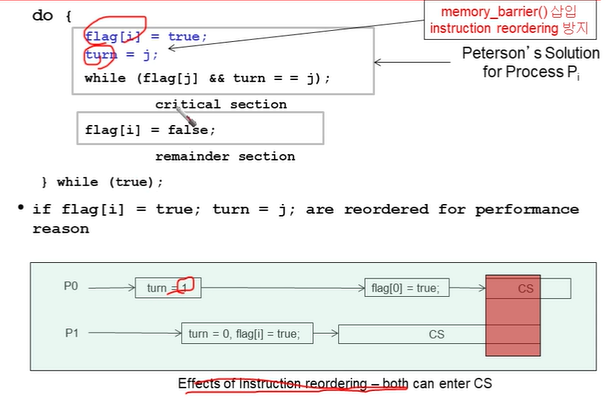 do {
memory_barrier() 삽입
instruction reordering 방지
flag[i] = true;
turn = j;
while (flag[j] && turn = = j);
Peterson's Solution
for Process Pi
critical section
flag[i] = false;
remainder section
} while (true);
• if flag[i] = true; turn = j; are reordered for performance
reason
P0 turn = 1 flag[0] = true; CS
P1 turn = 0, flag[i] = true; CS
Effects of Instruction reordering – both can enter CS